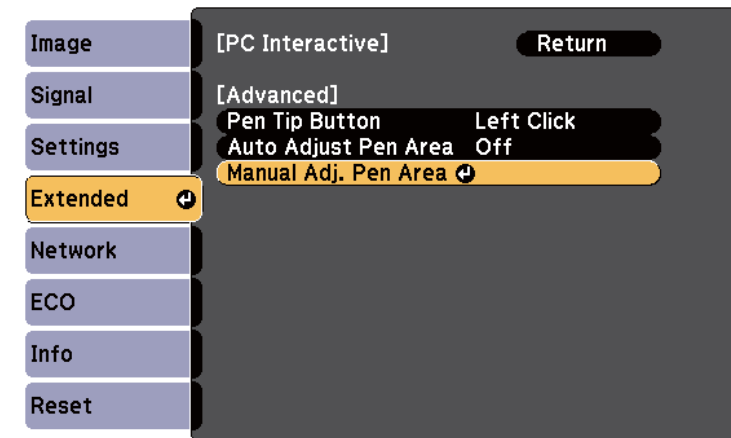 Image
Signal
Settings
Extended
Network
ECO
Info
Reset
[PC Interactive] Return
[Advanced]
Pen Tip Button Left Click
Auto Adjust Pen Area Off
Manual Adj. Pen Area